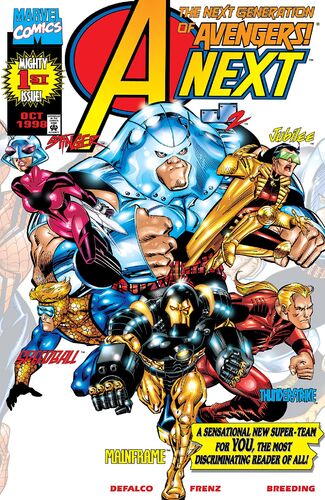 MARVEL
COMICS
MIGHTY
1ST
ISSUE!
OCT
1998
THE NEXT GENERATION
OF AVENGERS!
A NEXT
STINGER
J2
Jubilee
SPEEDBALL
THUNDERSTRIKE
MAINFRAME
A SENSATIONAL NEW SUPER-TEAM
FOR YOU, THE MOST
DISCRIMINATING READER OF ALL!
DEFALCO FRENZ BREEDING